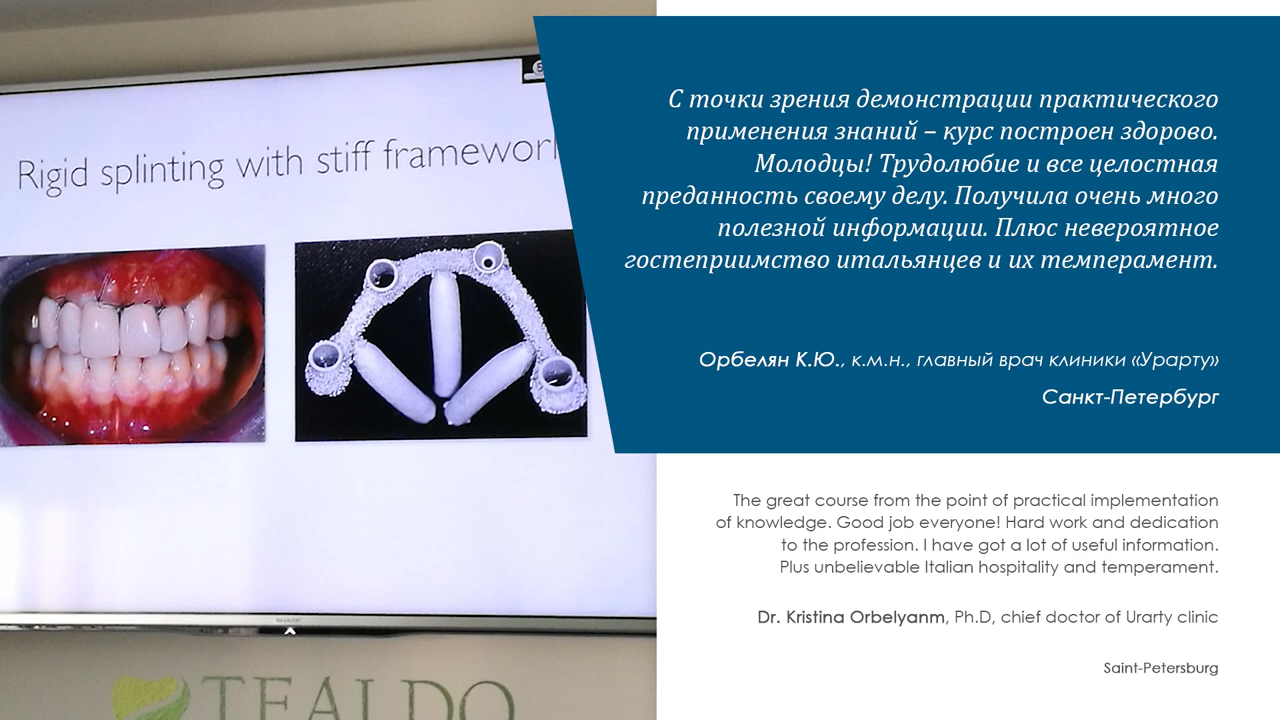 Rigid splinting with stiff framework
SHARP
TEALDO
С точки зрения демонстрации практического
применения знаний – курс построен здорово.
Молодцы! Трудолюбие и все целостная
преданность своему делу. Получила очень много
полезной информации. Плюс невероятное
гостеприимство итальянцев и их темперамент.
Орбелян К.Ю., к.м.н., главный врач клиники «Урарту»
Санкт-Петербург
The great course from the point of practical implementation
of knowledge. Good job everyone! Hard work and dedication
to the profession. I have got a lot of useful information.
Plus unbelievable Italian hospitality and temperament.
Dr. Kristina Orbelyanm, Ph.D, chief doctor of Urarty clinic
Saint-Petersburg